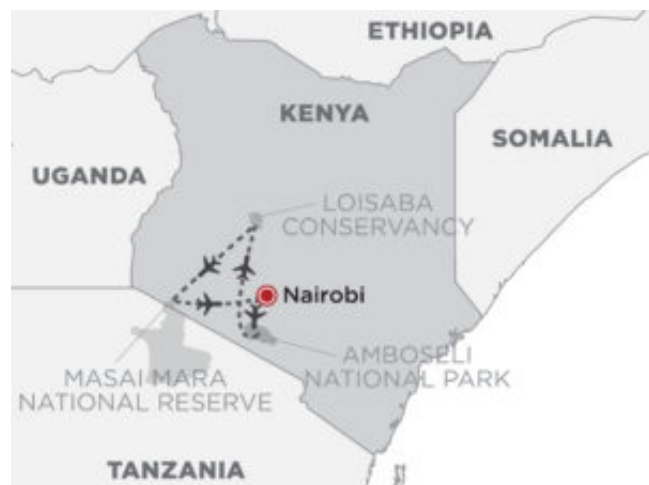 ETHIOPIA
KENYA
SOMALIA
UGANDA
LOISABA
CONSERVANCY
Nairobi
AMBOSELI
NATIONAL PARK
MASAI MARA
NATIONAL RESERVE
TANZANIA